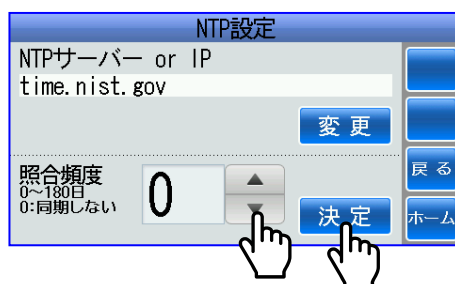 NTP設定
NTPサーバー or IP
time.nist.gov
変更
照合頻度
0～180日
0:同期しない
0
決定
戻る
ホーム